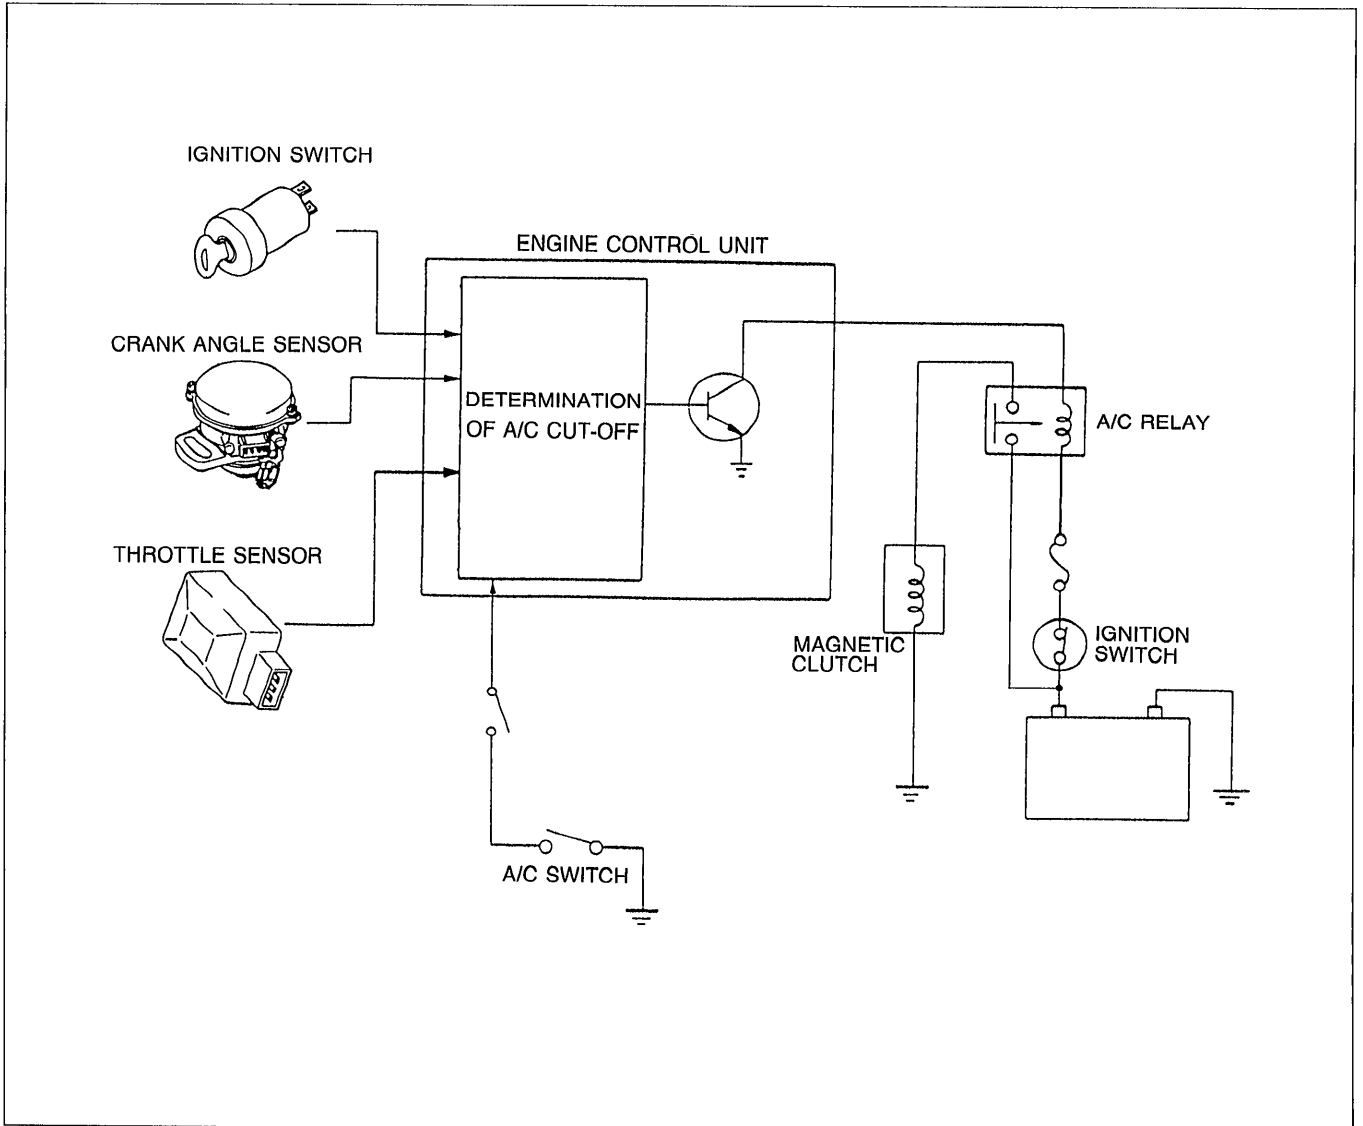 IGNITION SWITCH
ENGINE CONTROL UNIT
CRANK ANGLE SENSOR
DETERMINATION
OF A/C CUT-OFF
A/C RELAY
THROTTLE SENSOR
MAGNETIC
CLUTCH
IGNITION
SWITCH
A/C SWITCH